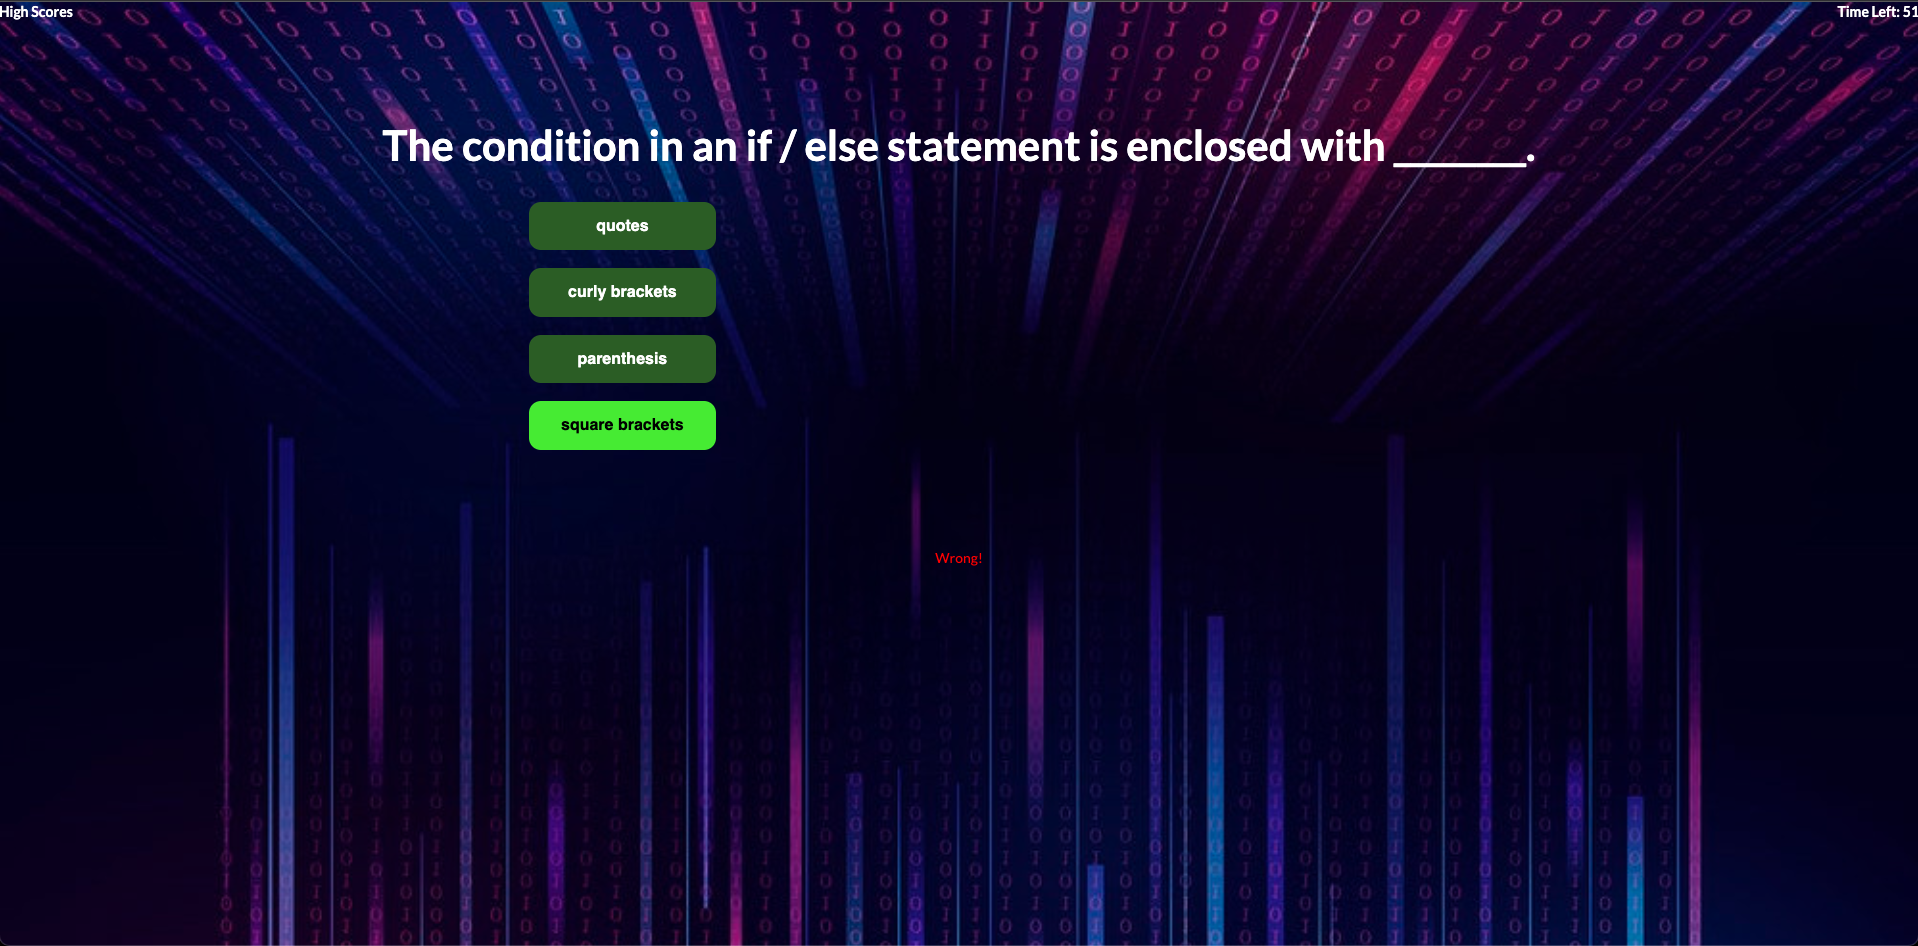 High Scores
Time Left: 51
The condition in an if / else statement is enclosed with _______.
quotes
curly brackets
parenthesis
square brackets
Wrong!